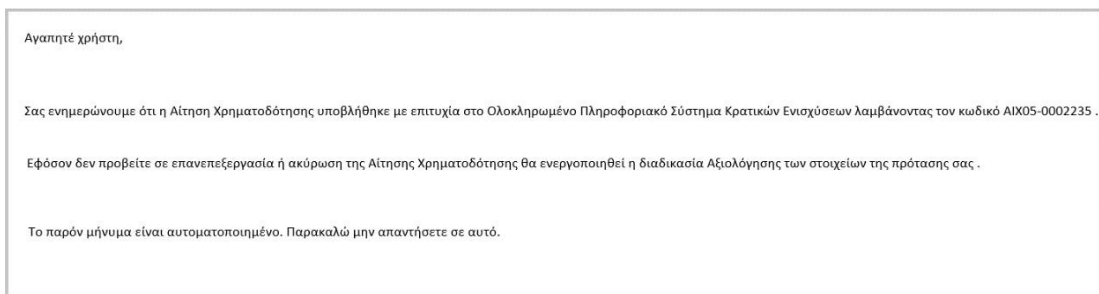 Αγαπητέ χρήστη,
Σας ενημερώνουμε ότι η Αίτηση Χρηματοδότησης υποβλήθηκε με επιτυχία στο Ολοκληρωμένο Πληροφοριακό Σύστημα Κρατικών Ενισχύσεων λαμβάνοντας τον κωδικό ΑΙΧ05-0002235 .
Εφόσον δεν προβείτε σε επανεπεξεργασία ή ακύρωση της Αίτησης Χρηματοδότησης θα ενεργοποιηθεί η διαδικασία Αξιολόγησης των στοιχείων της πρότασης σας .
Το παρόν μήνυμα είναι αυτοματοποιημένο. Παρακαλώ μην απαντήσετε σε αυτό.